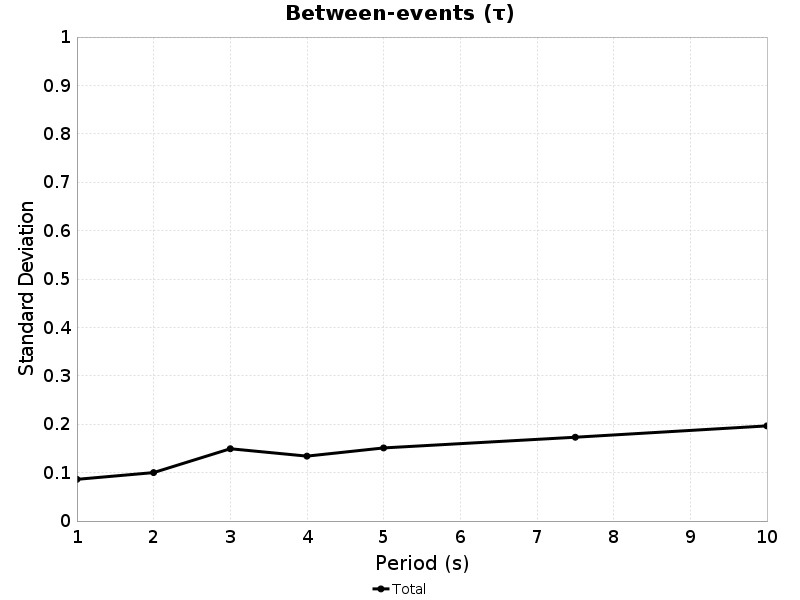 Between-events (τ)
1
0.9
0.8
0.7
0.6
0.5
0.4
0.3
0.2
0.1
0
Standard Deviation
1 2 3 4 5 6 7 8 9 10
Period (s)
Total